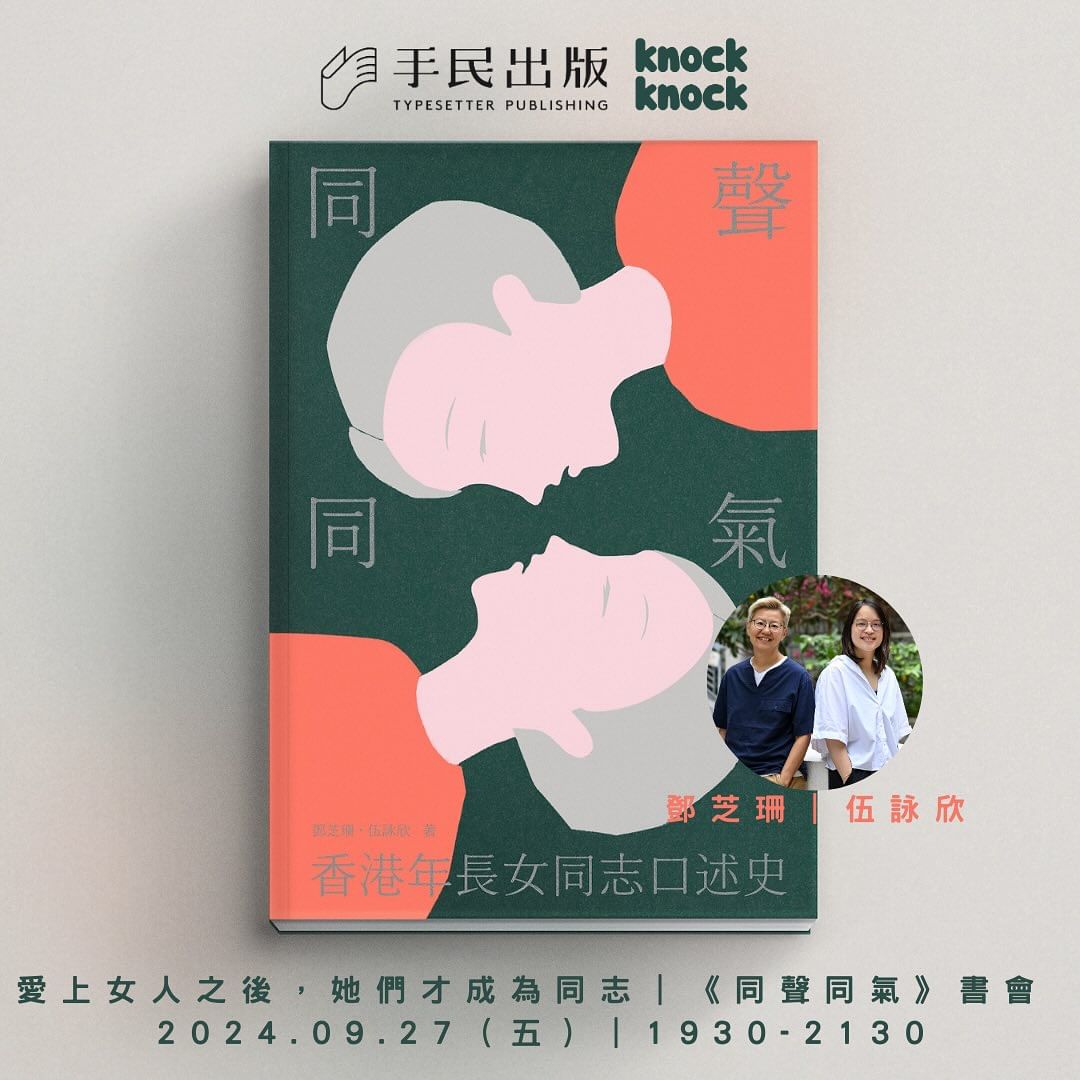 手民出版
TYPESETTER PUBLISHING
knock
knock
同 聲
同 氣
鄧芝珊｜伍詠欣
鄧芝珊・伍詠欣 著
香港年長女同志口述史
愛上女人之後，她們才成為同志｜《同聲同氣》書會
2024.09.27（五）｜1930-2130